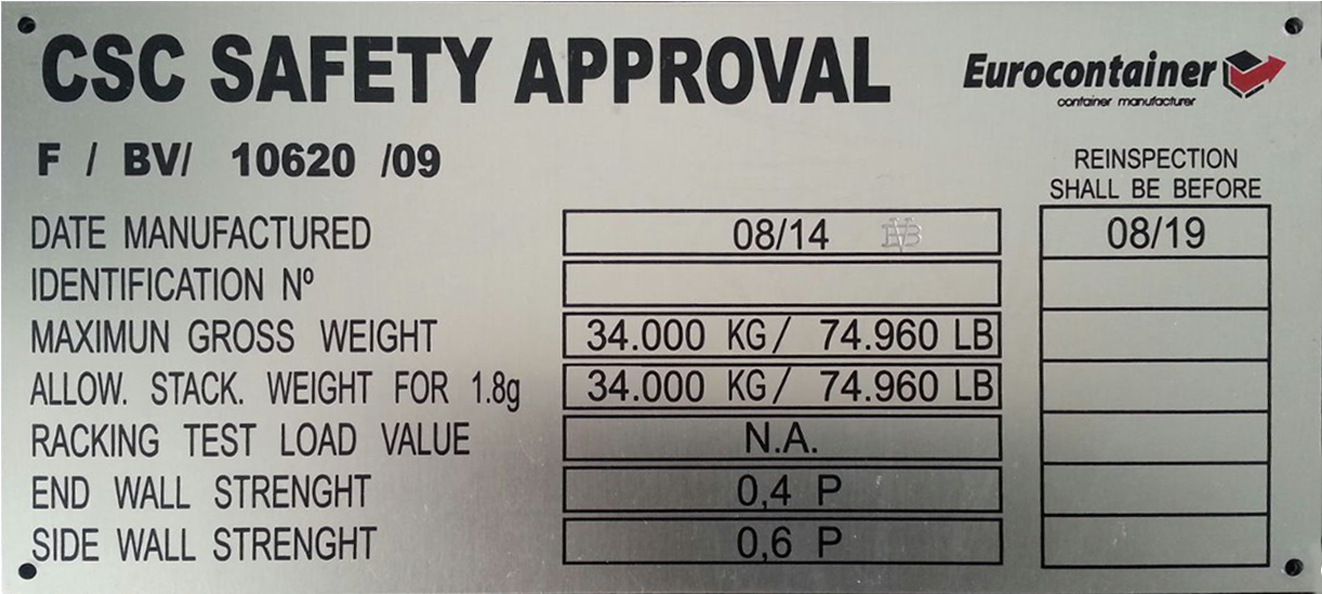 CSC SAFETY APPROVAL
Eurocontainer
container manufacturer
F / BV/ 10620 /09
REINSPECTION
SHALL BE BEFORE
DATE MANUFACTURED 08/14 08/19
IDENTIFICATION Nº
MAXIMUN GROSS WEIGHT 34.000 KG/ 74.960 LB
ALLOW. STACK. WEIGHT FOR 1.8g 34.000 KG/ 74.960 LB
RACKING TEST LOAD VALUE N.A.
END WALL STRENGHT 0,4 P
SIDE WALL STRENGHT 0,6 P